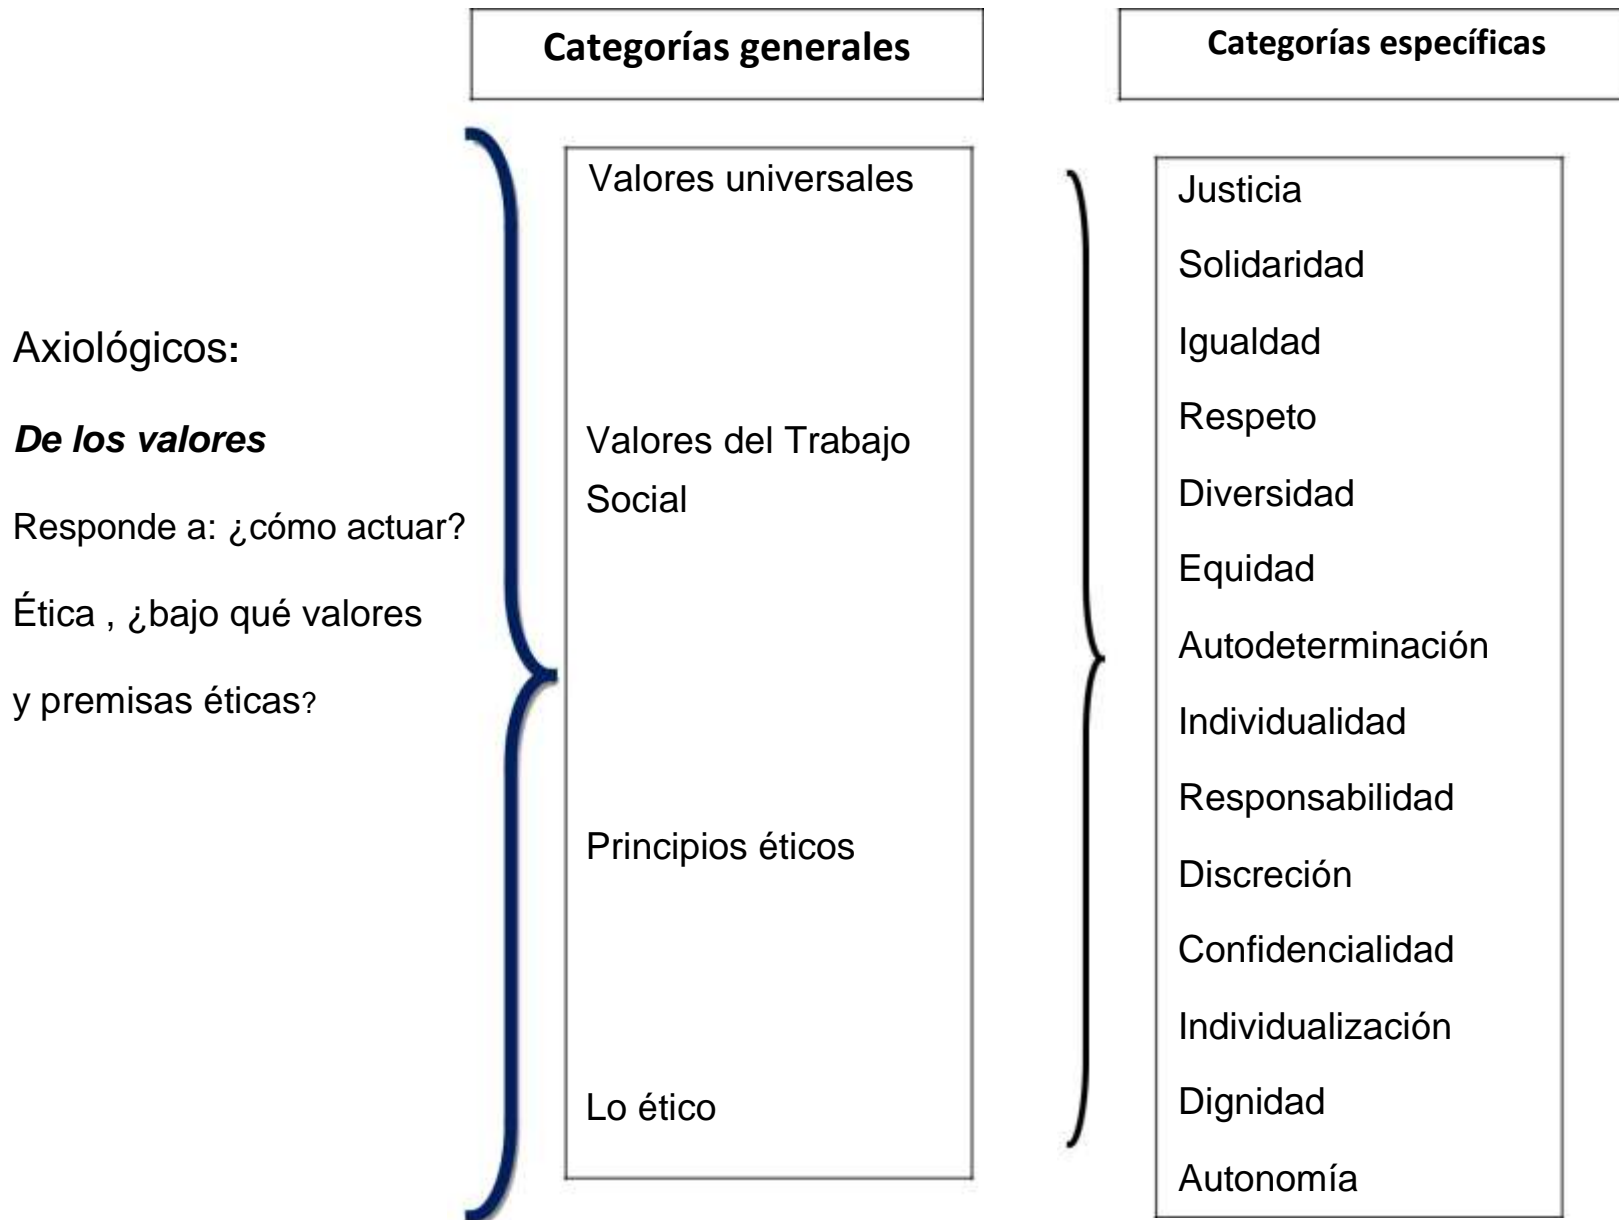 Categorías generales
Categorías específicas
Axiológicos:
De los valores
Responde a: ¿cómo actuar?
Ética , ¿bajo qué valores
y premisas éticas?
Valores universales
Valores del Trabajo
Social
Principios éticos
Lo ético
Justicia
Solidaridad
Igualdad
Respeto
Diversidad
Equidad
Autodeterminación
Individualidad
Responsabilidad
Discreción
Confidencialidad
Individualización
Dignidad
Autonomía